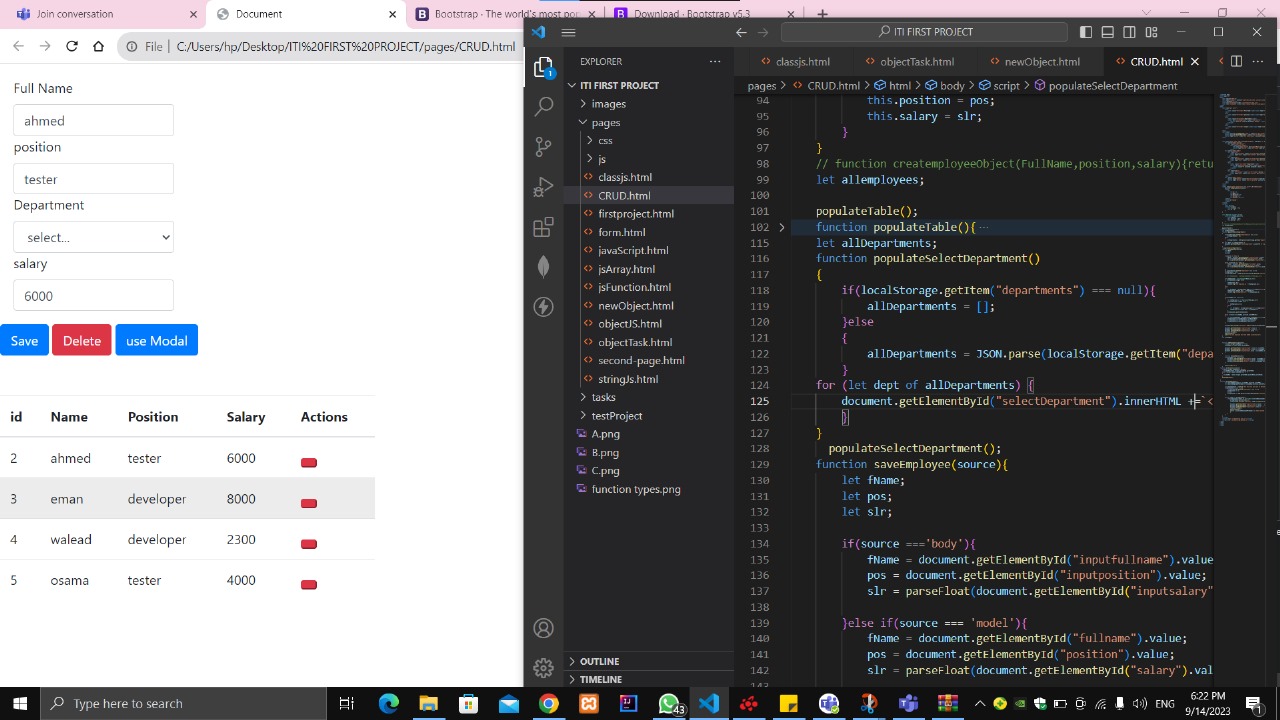 In conversation
Document
Bootstrap · The world's most po
Dropdowns · Bootstrap v5.3
File C:/Users/hp/Desktop/ITI%20FIRST%20PROJECT/pages/CRUD.html
Full Name
ahmed
position
tester
Department
select...
salary
6000
Save Delete use Modal
id Name Position Salary Actions
2 ahmed tester 6000
3 eman developer 8000
4 walead developer 2300
5 obama tester 4000
ITI FIRST PROJECT
EXPLORER
ITI FIRST PROJECT
images
pages
css
js
classjs.html
CRUD.html
firstproject.html
form.html
javaScript.html
jsArray.html
jsFunction.html
newObject.html
objectJS.html
objectTask.html
second-page.html
stringJs.html
tasks
testProject
A.png
B.png
C.png
function types.png
OUTLINE
TIMELINE
classjs.html objectTask.html newObject.html CRUD.html
pages > CRUD.html > html > body > script > populateSelectDepartment
94 this.position = pos;
95 this.salary = slr;
96 }
97 }
98 // function createmployeeobject(FullName,position,salary){retu
99 let allemployees;
100
101 populateTable();
102 function populateTable(){ ...
115 let allDepartments;
116 function populateSelectDepartment()
117 {
118 if(localStorage.getItem("departments") === null){
119 allDepartments = [];
120 }else
121 {
122 allDepartments = JSON.parse(localStorage.getItem("depa
123 }
124 for (let dept of allDepartments) {
125 document.getElementById("selectDepartment").innerHTML +=`<
126 }
127 }
128 populateSelectDepartment();
129 function saveEmployee(source){
130 let fName;
131 let pos;
132 let slr;
133
134 if(source ==='body'){
135 fName = document.getElementById("inputfullname").value
136 pos = document.getElementById("inputposition").value;
137 slr = parseFloat(document.getElementById("inputsalary"
138
139 }else if(source === 'model'){
140 fName = document.getElementById("fullname").value;
141 pos = document.getElementById("position").value;
142 slr = parseFloat(document.getElementById("salary").val
143
Type here to search
43
ENG
6:22 PM
9/14/2023